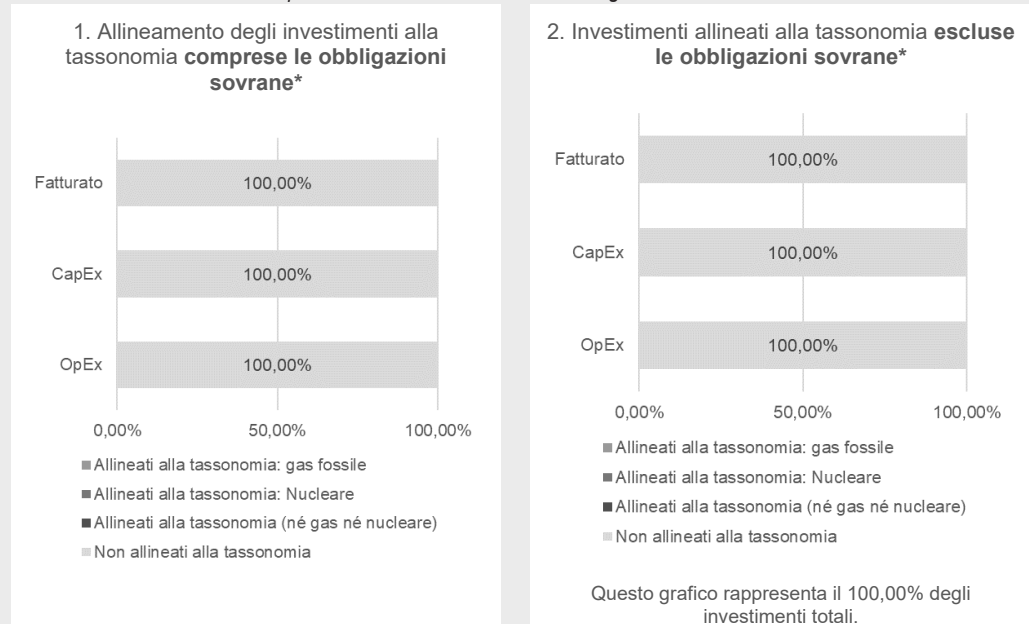 1. Allineamento degli investimenti alla
tassonomia comprese le obbligazioni
sovrane*
Fatturato
100,00%
CapEx
100,00%
OpEx
100,00%
0,00%
50,00%
100,00%
Allineati alla tassonomia: gas fossile
Allineati alla tassonomia: Nucleare
Allineati alla tassonomia (né gas né nucleare)
Non allineati alla tassonomia
2. Investimenti allineati alla tassonomia escluse
le obbligazioni sovrane*
Fatturato
100,00%
CapEx
100,00%
OpEx
100,00%
0,00%
50,00%
100,00%
Allineati alla tassonomia: gas fossile
Allineati alla tassonomia: Nucleare
Allineati alla tassonomia (né gas né nucleare)
Non allineati alla tassonomia
Questo grafico rappresenta il 100,00% degli
investimenti totali.